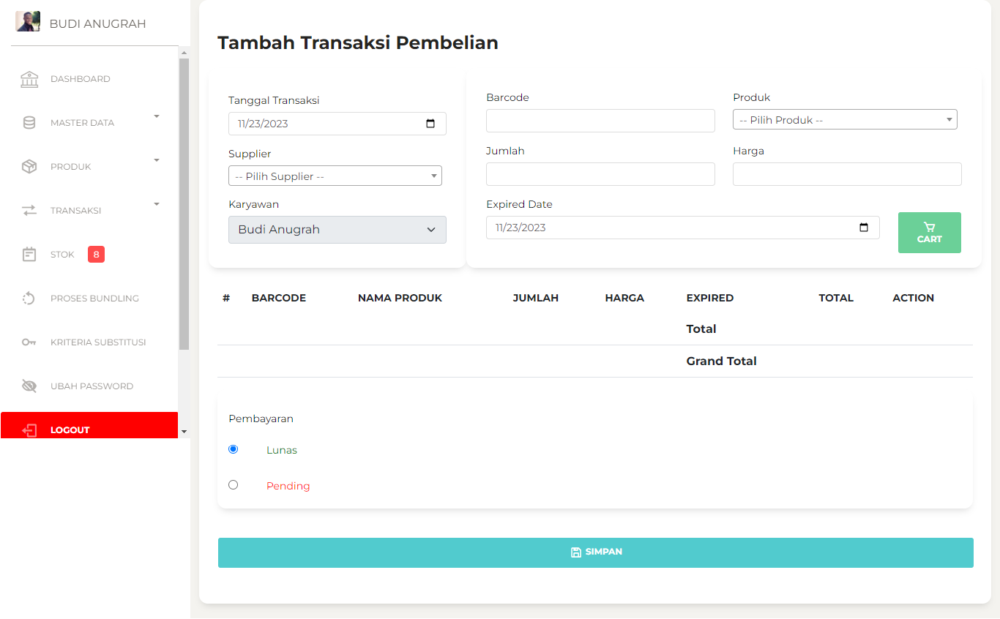 BUDI ANUGRAH
DASHBOARD
MASTER DATA
PRODUK
TRANSAKSI
STOK 8
PROSES BUNDLING
KRITERIA SUBSTITUSI
UBAH PASSWORD
LOGOUT
Tambah Transaksi Pembelian
Tanggal Transaksi
11/23/2023
Supplier
-- Pilih Supplier --
Karyawan
Budi Anugrah
Barcode
Produk
-- Pilih Produk --
Jumlah
Harga
Expired Date
11/23/2023
CART
# BARCODE NAMA PRODUK JUMLAH HARGA EXPIRED TOTAL ACTION
Total
Grand Total
Pembayaran
Lunas
Pending
SIMPAN